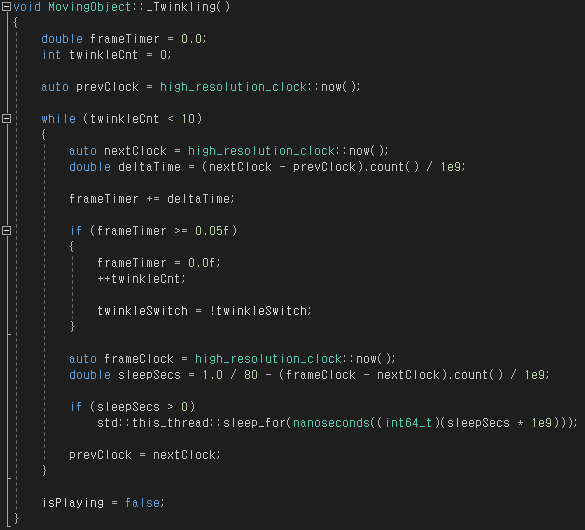 void MovingObject::_Twinkling()
{
    double frameTimer = 0.0;
    int twinkleCnt = 0;

    auto prevClock = high_resolution_clock::now();

    while (twinkleCnt < 10)
    {
        auto nextClock = high_resolution_clock::now();
        double deltaTime = (nextClock - prevClock).count() / 1e9;

        frameTimer += deltaTime;

        if (frameTimer >= 0.05f)
        {
            frameTimer = 0.0f;
            ++twinkleCnt;

            twinkleSwitch = !twinkleSwitch;
        }

        auto frameClock = high_resolution_clock::now();
        double sleepSecs = 1.0 / 80 - (frameClock - nextClock).count() / 1e9;

        if (sleepSecs > 0)
            std::this_thread::sleep_for(nanoseconds((int64_t)(sleepSecs * 1e9)));

        prevClock = nextClock;
    }

    isPlaying = false;
}